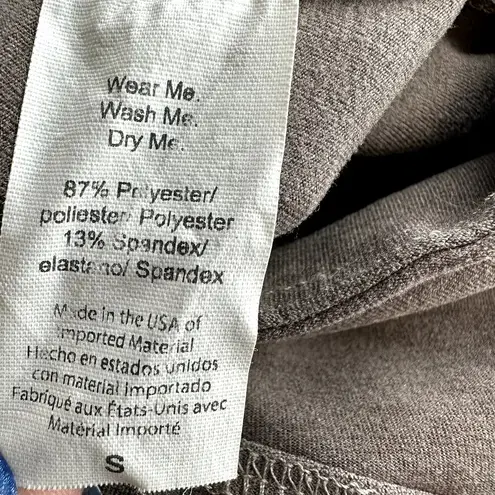 Wear Me.
Wash Me.
Dry Me.
87% Polyester/
poliester/ Polyester
13% Spandex/
elastano/ Spandex
Made in the USA of
Imported Material
Hecho en estados unidos
con material importado
Fabriqué aux États-Unis avec
Matérial Importé
S